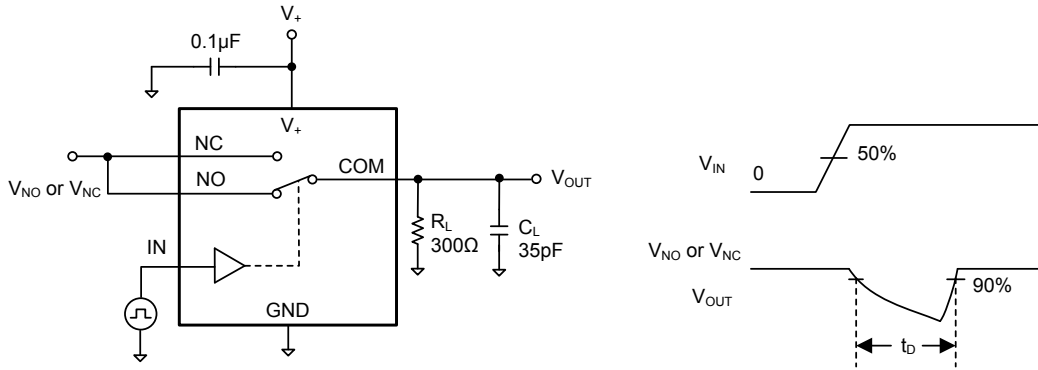 V+
0.1µF
V+
NC
COM
VOUT
NO
VNO or VNC
RL
300Ω
CL
35pF
IN
GND
VIN
0
50%
VNO or VNC
VOUT
90%
tD